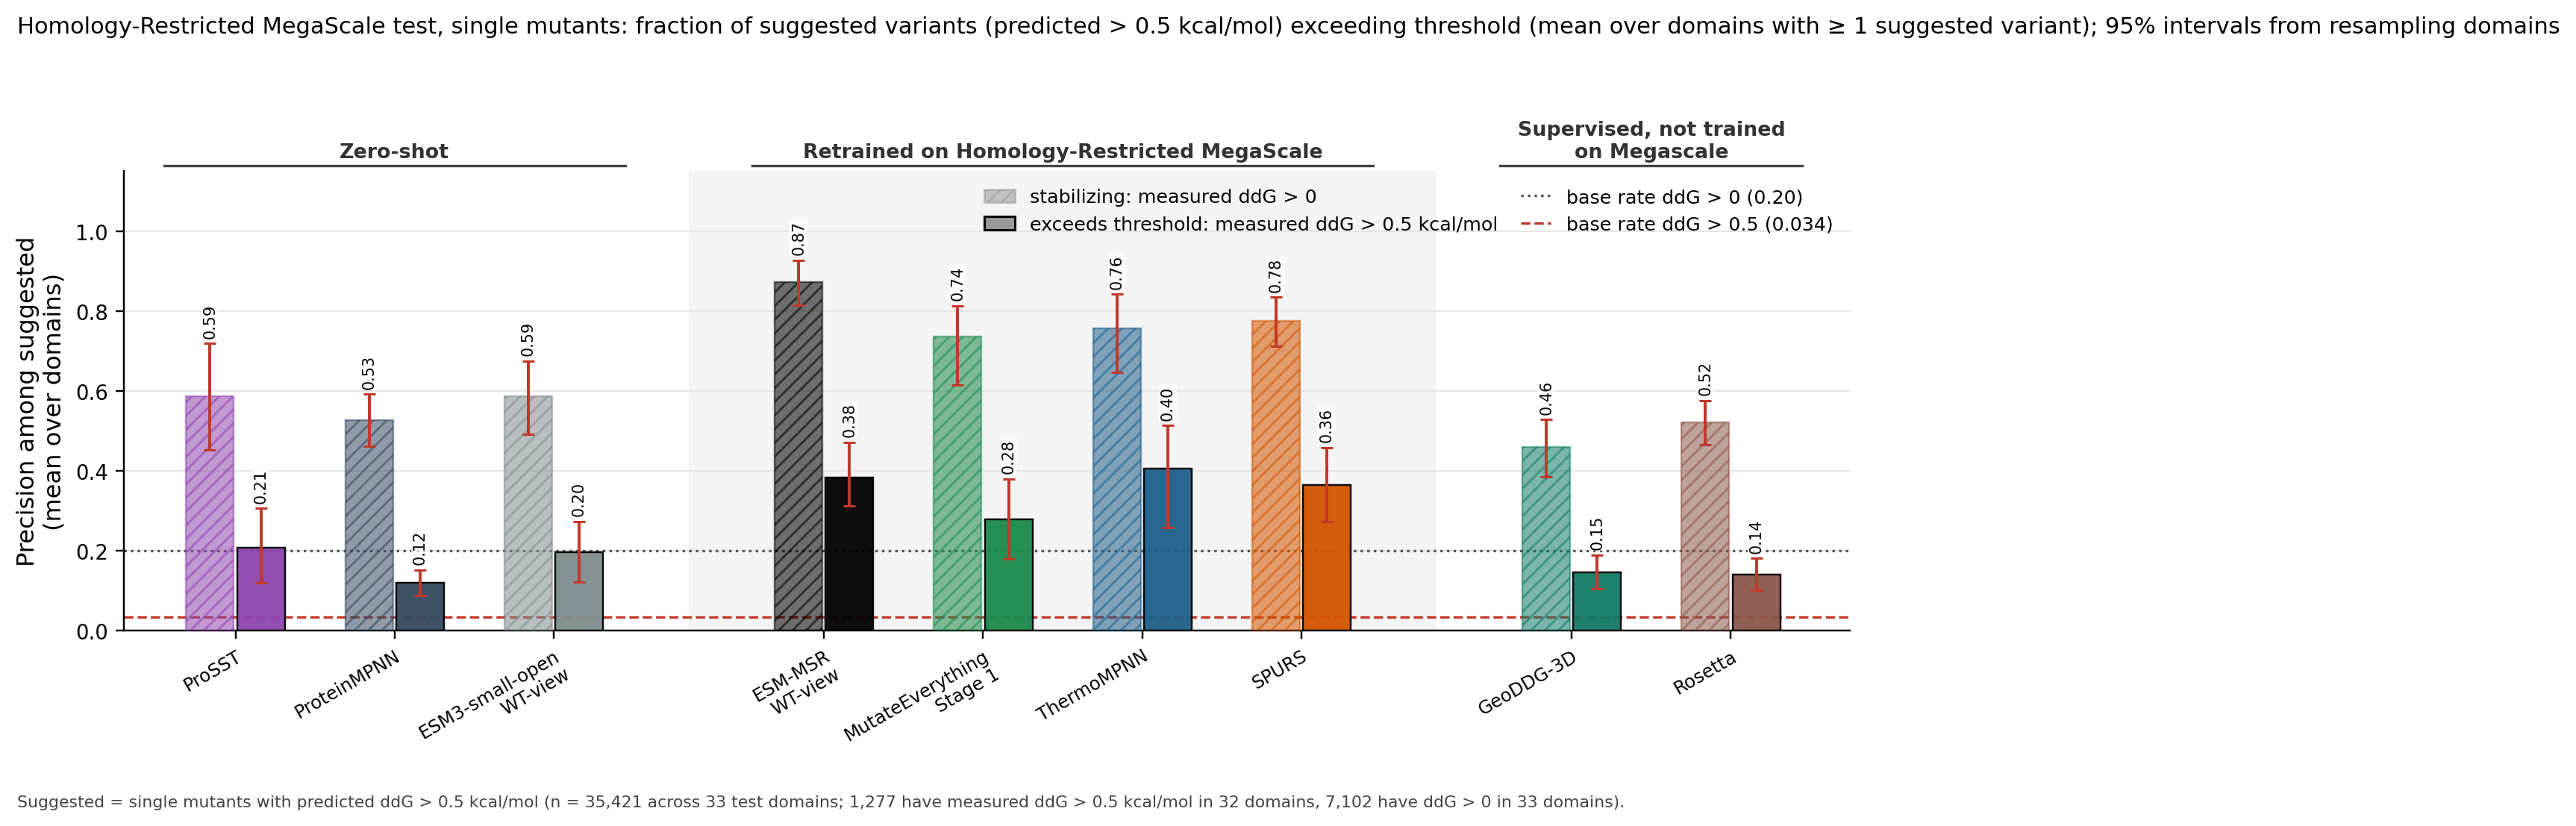 Homology-Restricted MegaScale test, single mutants: fraction of suggested variants (predicted > 0.5 kcal/mol) exceeding threshold (mean over domains with ≥ 1 suggested variant); 95% intervals from resampling domains
Zero-shot
Retrained on Homology-Restricted MegaScale
Supervised, not trained
on Megascale
stabilizing: measured ddG > 0
exceeds threshold: measured ddG > 0.5 kcal/mol
base rate ddG > 0 (0.20)
base rate ddG > 0.5 (0.034)
Precision among suggested
(mean over domains)
1.0
0.8
0.6
0.4
0.2
0.0
0.59
0.21
0.53
0.12
0.59
0.20
0.87
0.38
0.74
0.28
0.76
0.40
0.78
0.36
0.46
0.15
0.52
0.14
ProSST
ProteinMPNN
ESM3-small-open
WT-view
ESM-MSR
WT-view
MutateEverything
Stage 1
ThermoMPNN
SPURS
GeoDDG-3D
Rosetta
Suggested = single mutants with predicted ddG > 0.5 kcal/mol (n = 35,421 across 33 test domains; 1,277 have measured ddG > 0.5 kcal/mol in 32 domains, 7,102 have ddG > 0 in 33 domains).